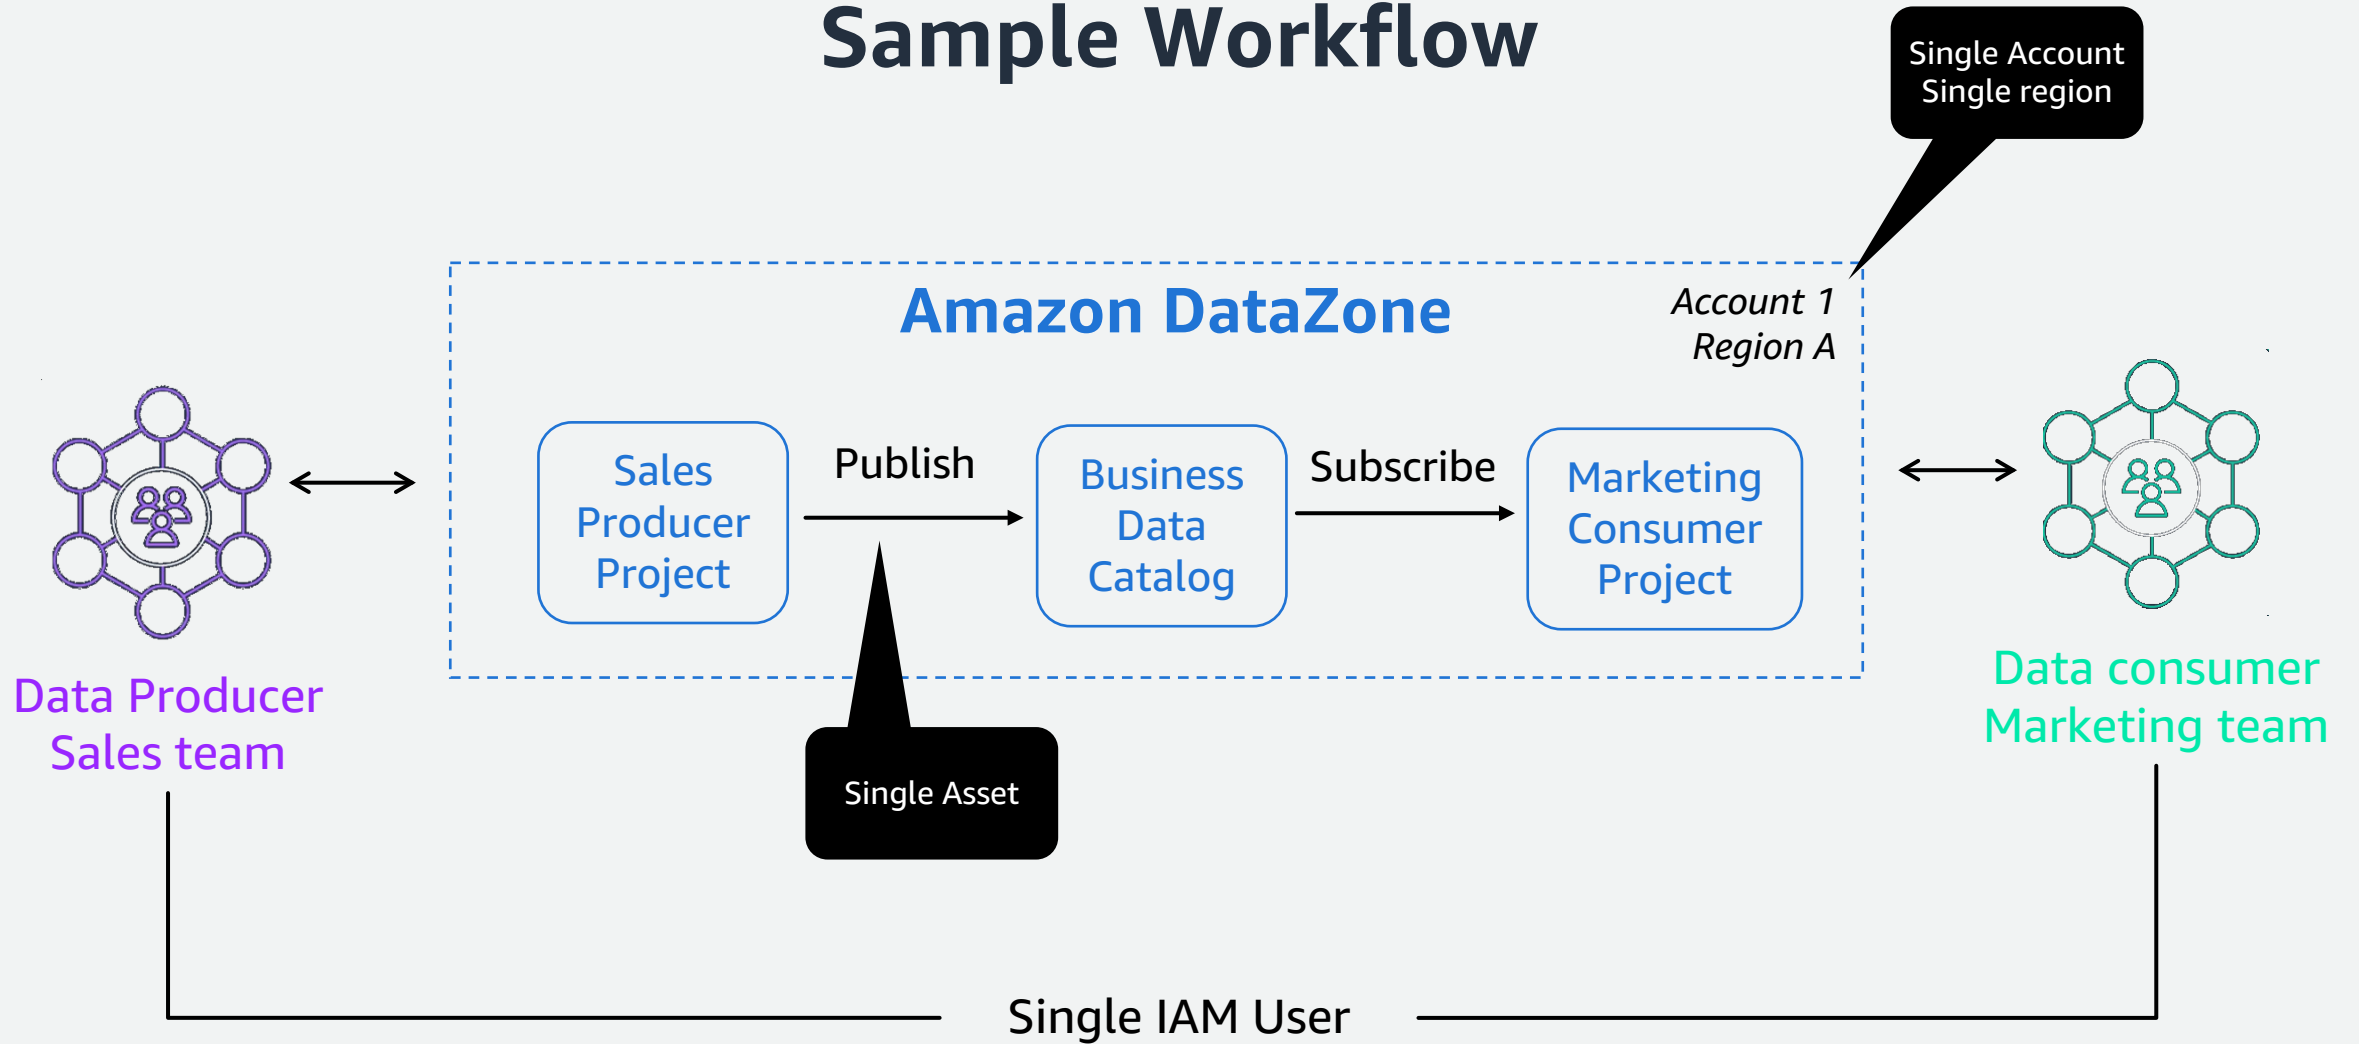 Sample Workflow
Single Account
Single region
Amazon DataZone
Account 1
Region A
Sales
Producer
Project
Publish
Business
Data
Catalog
Subscribe
Marketing
Consumer
Project
Data Producer
Sales team
Data consumer
Marketing team
Single Asset
Single IAM User